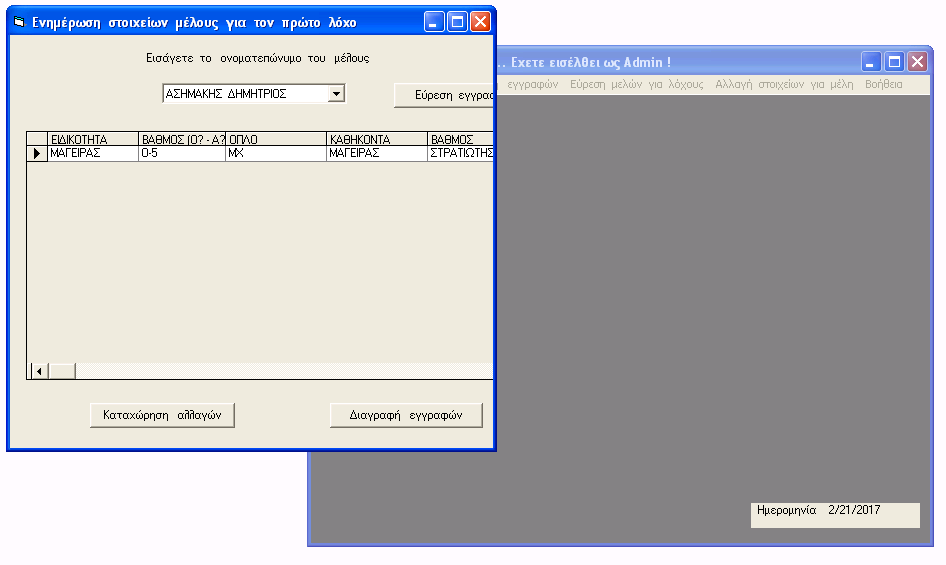 Ενημέρωση στοιχείων μέλους για τον πρώτο λόχο
.. Εχετε εισέλθει ως Admin !
Εισάγετε το ονοματεπώνυμο του μέλους
εγγραφών Εύρεση μελών για λόχους Αλλαγή στοιχείων για μέλη Βοήθεια
ΑΣΗΜΑΚΗΣ ΔΗΜΗΤΡΙΟΣ
Εύρεση εγγραφ
ΕΙΔΙΚΟΤΗΤΑ ΒΑΘΜΟΣ (Ο? - Α? ΟΠΛΟ ΚΑΘΗΚΟΝΤΑ ΒΑΘΜΟΣ
ΜΑΓΕΙΡΑΣ 0-5 ΜΧ ΜΑΓΕΙΡΑΣ ΣΤΡΑΤΙΩΤΗΣ
Καταχώρηση αλλαγών Διαγραφή εγγραφών
Ημερομηνία 2/21/2017